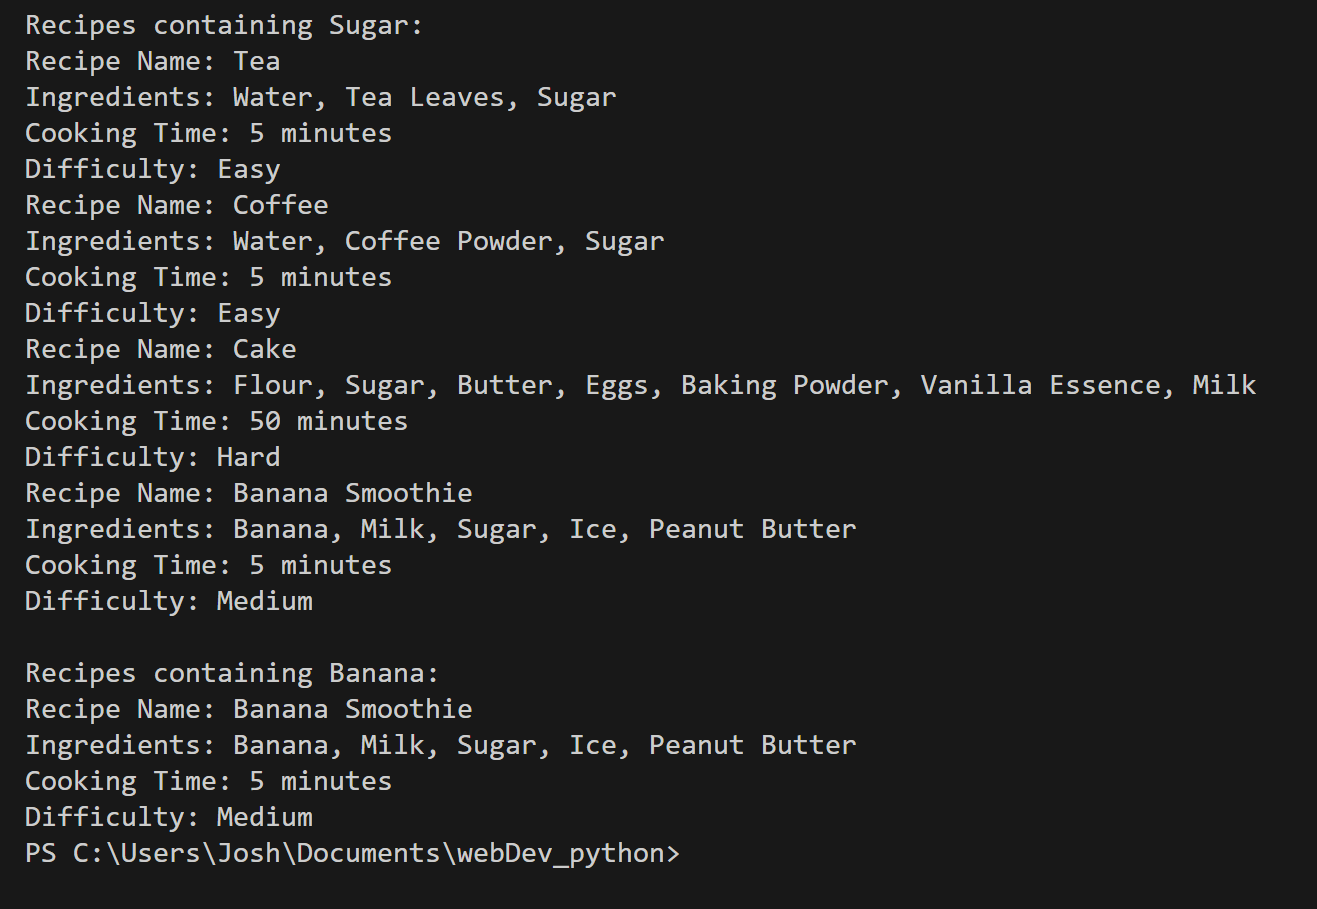 Recipes containing Sugar:
Recipe Name: Tea
Ingredients: Water, Tea Leaves, Sugar
Cooking Time: 5 minutes
Difficulty: Easy
Recipe Name: Coffee
Ingredients: Water, Coffee Powder, Sugar
Cooking Time: 5 minutes
Difficulty: Easy
Recipe Name: Cake
Ingredients: Flour, Sugar, Butter, Eggs, Baking Powder, Vanilla Essence, Milk
Cooking Time: 50 minutes
Difficulty: Hard
Recipe Name: Banana Smoothie
Ingredients: Banana, Milk, Sugar, Ice, Peanut Butter
Cooking Time: 5 minutes
Difficulty: Medium

Recipes containing Banana:
Recipe Name: Banana Smoothie
Ingredients: Banana, Milk, Sugar, Ice, Peanut Butter
Cooking Time: 5 minutes
Difficulty: Medium
PS C:\Users\Josh\Documents\webDev_python>